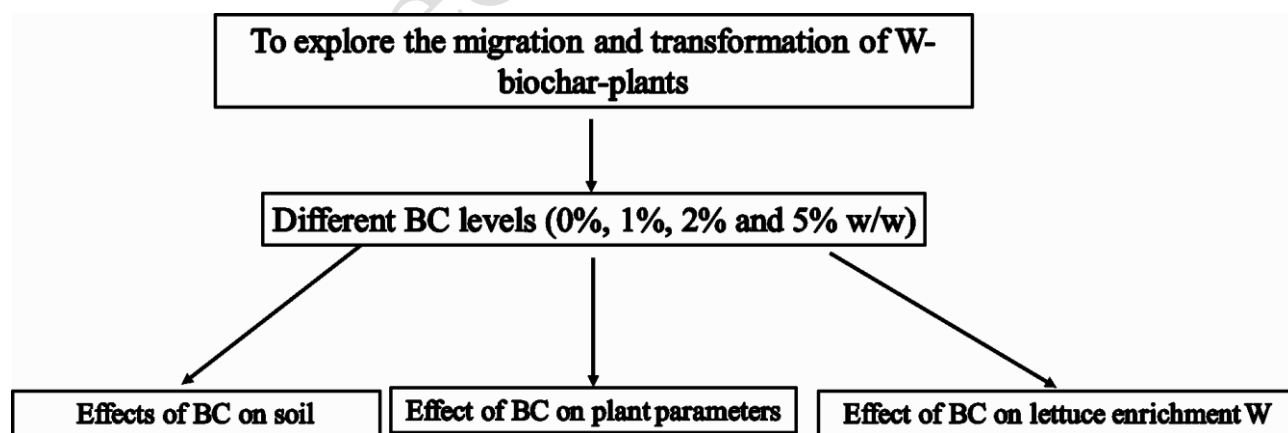 To explore the migration and transformation of W-
biochar-plants
Different BC levels (0%, 1%, 2% and 5% w/w)
Effects of BC on soil
Effect of BC on plant parameters
Effect of BC on lettuce enrichment W